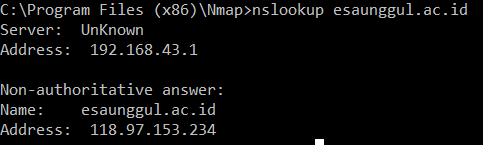 C:\Program Files (x86)\Nmap>nslookup esaunggul.ac.id
Server:  UnKnown
Address:  192.168.43.1

Non-authoritative answer:
Name:    esaunggul.ac.id
Address:  118.97.153.234